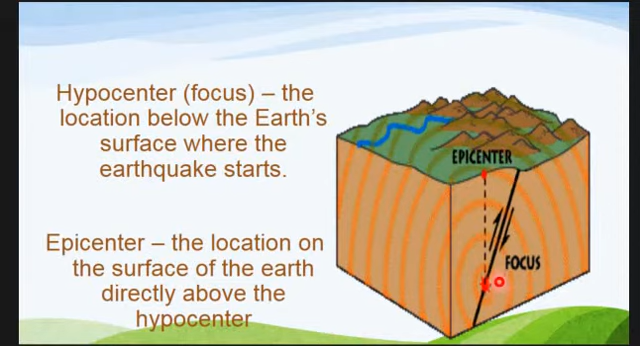 Hypocenter (focus) – the
location below the Earth's
surface where the
earthquake starts.
Epicenter – the location on
the surface of the earth
directly above the
hypocenter
EPICENTER
FOCUS